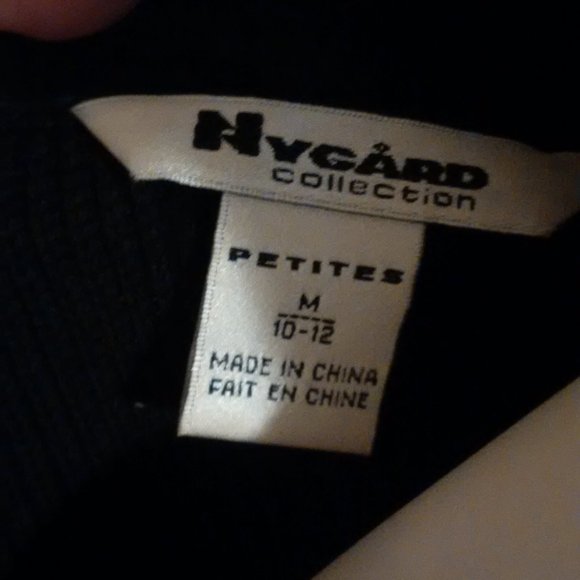 NYGÅRD
Collection
PETITES
M
10-12
MADE IN CHINA
FAIT EN CHINE